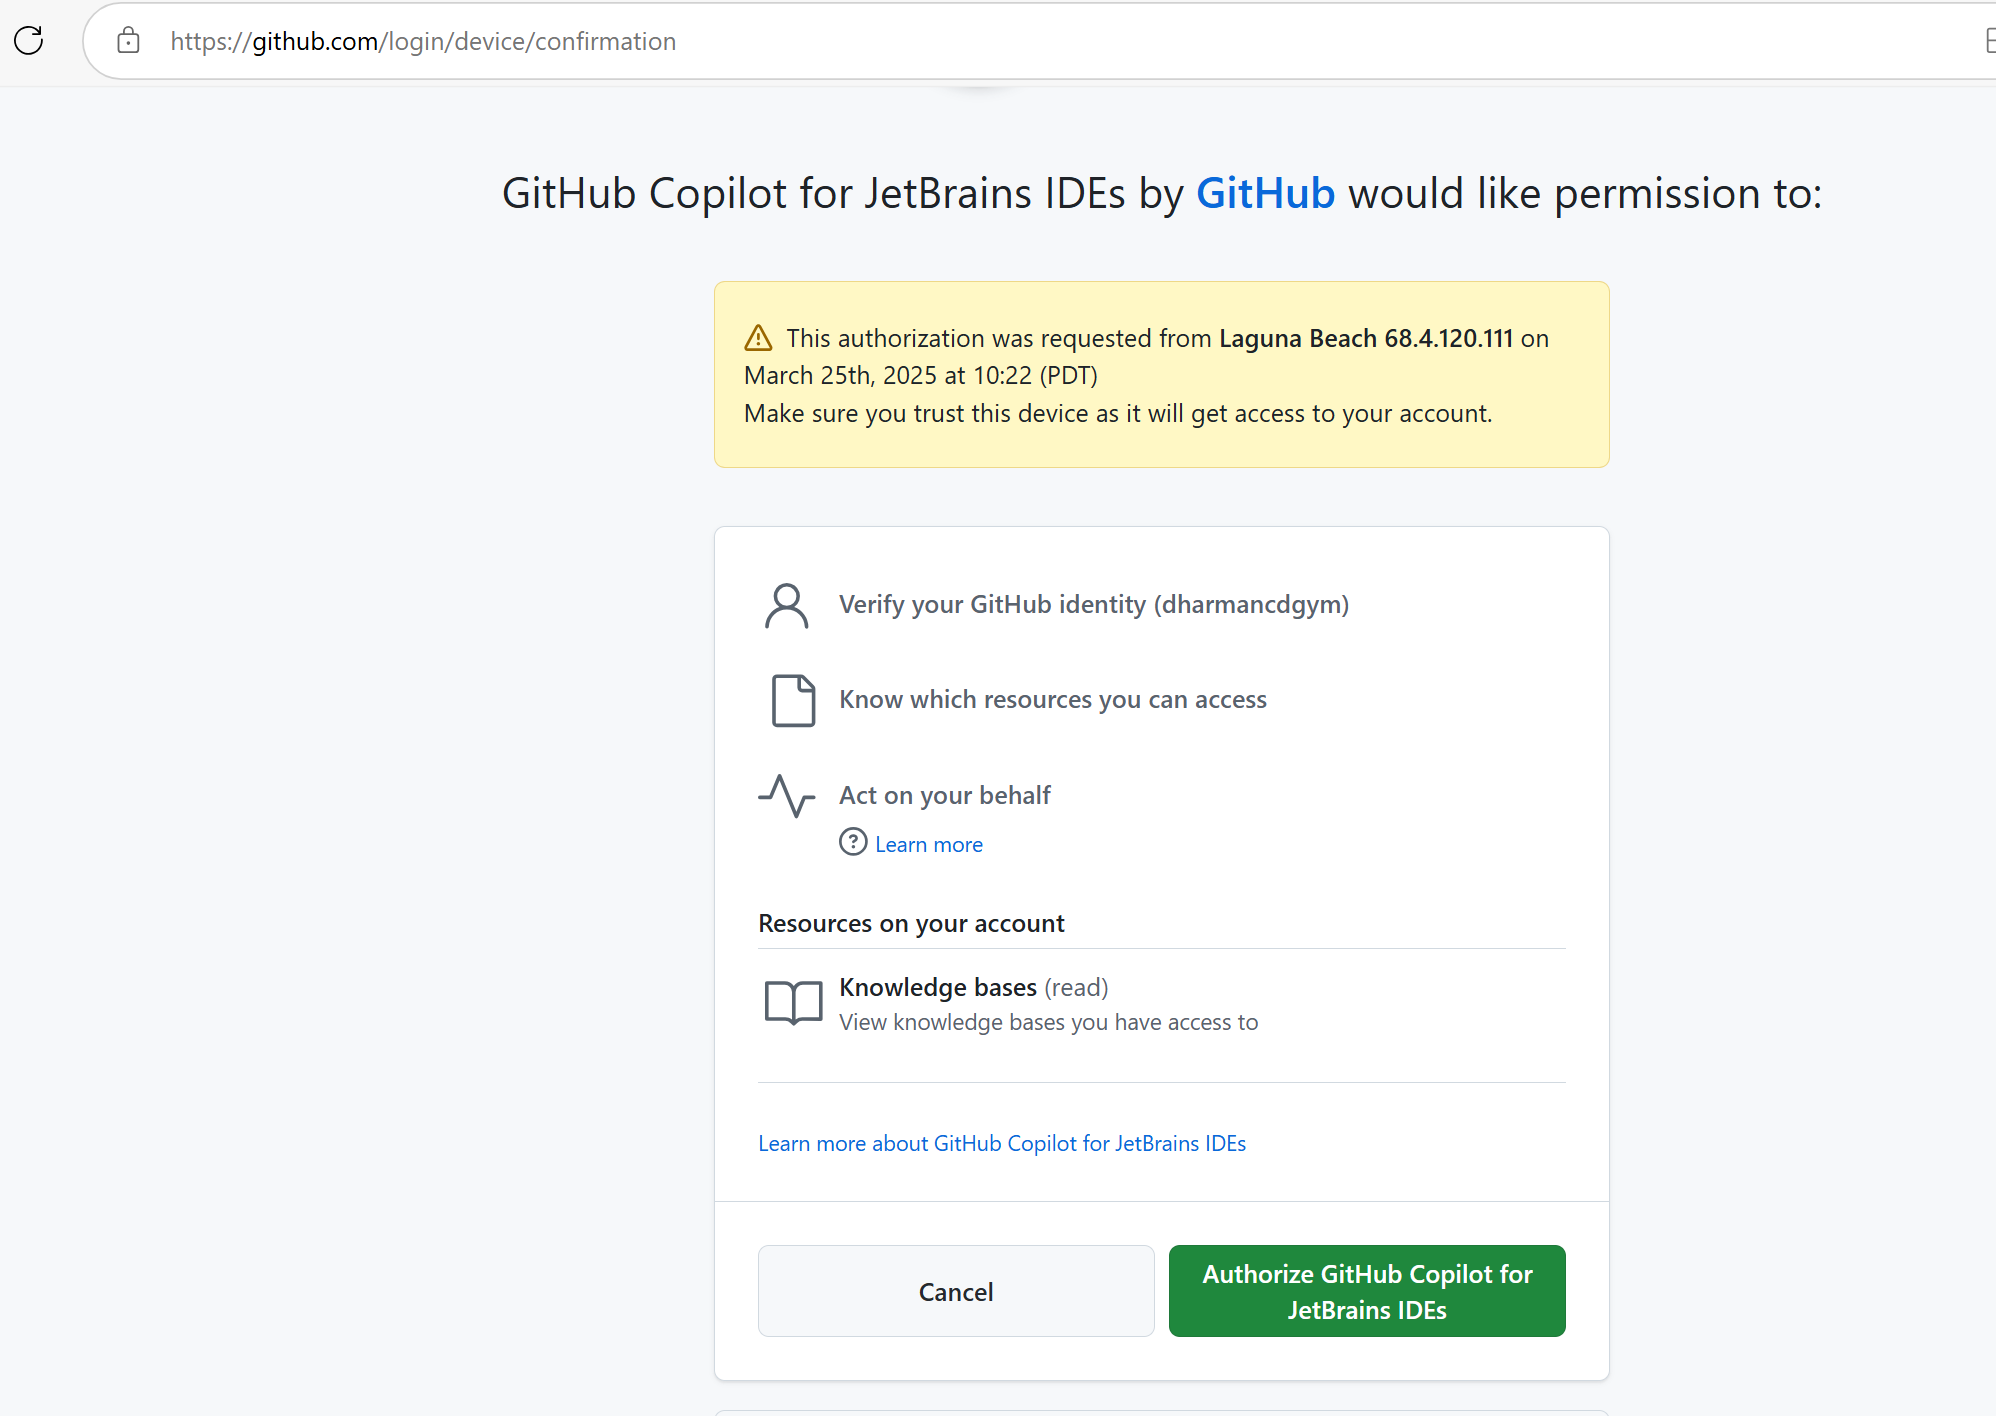 https://github.com/login/device/confirmation
GitHub Copilot for JetBrains IDEs by GitHub would like permission to:
This authorization was requested from Laguna Beach 68.4.120.111 on
March 25th, 2025 at 10:22 (PDT)
Make sure you trust this device as it will get access to your account.
Verify your GitHub identity (dharmancdgym)
Know which resources you can access
Act on your behalf
Learn more
Resources on your account
Knowledge bases (read)
View knowledge bases you have access to
Learn more about GitHub Copilot for JetBrains IDEs
Cancel
Authorize GitHub Copilot for
JetBrains IDEs